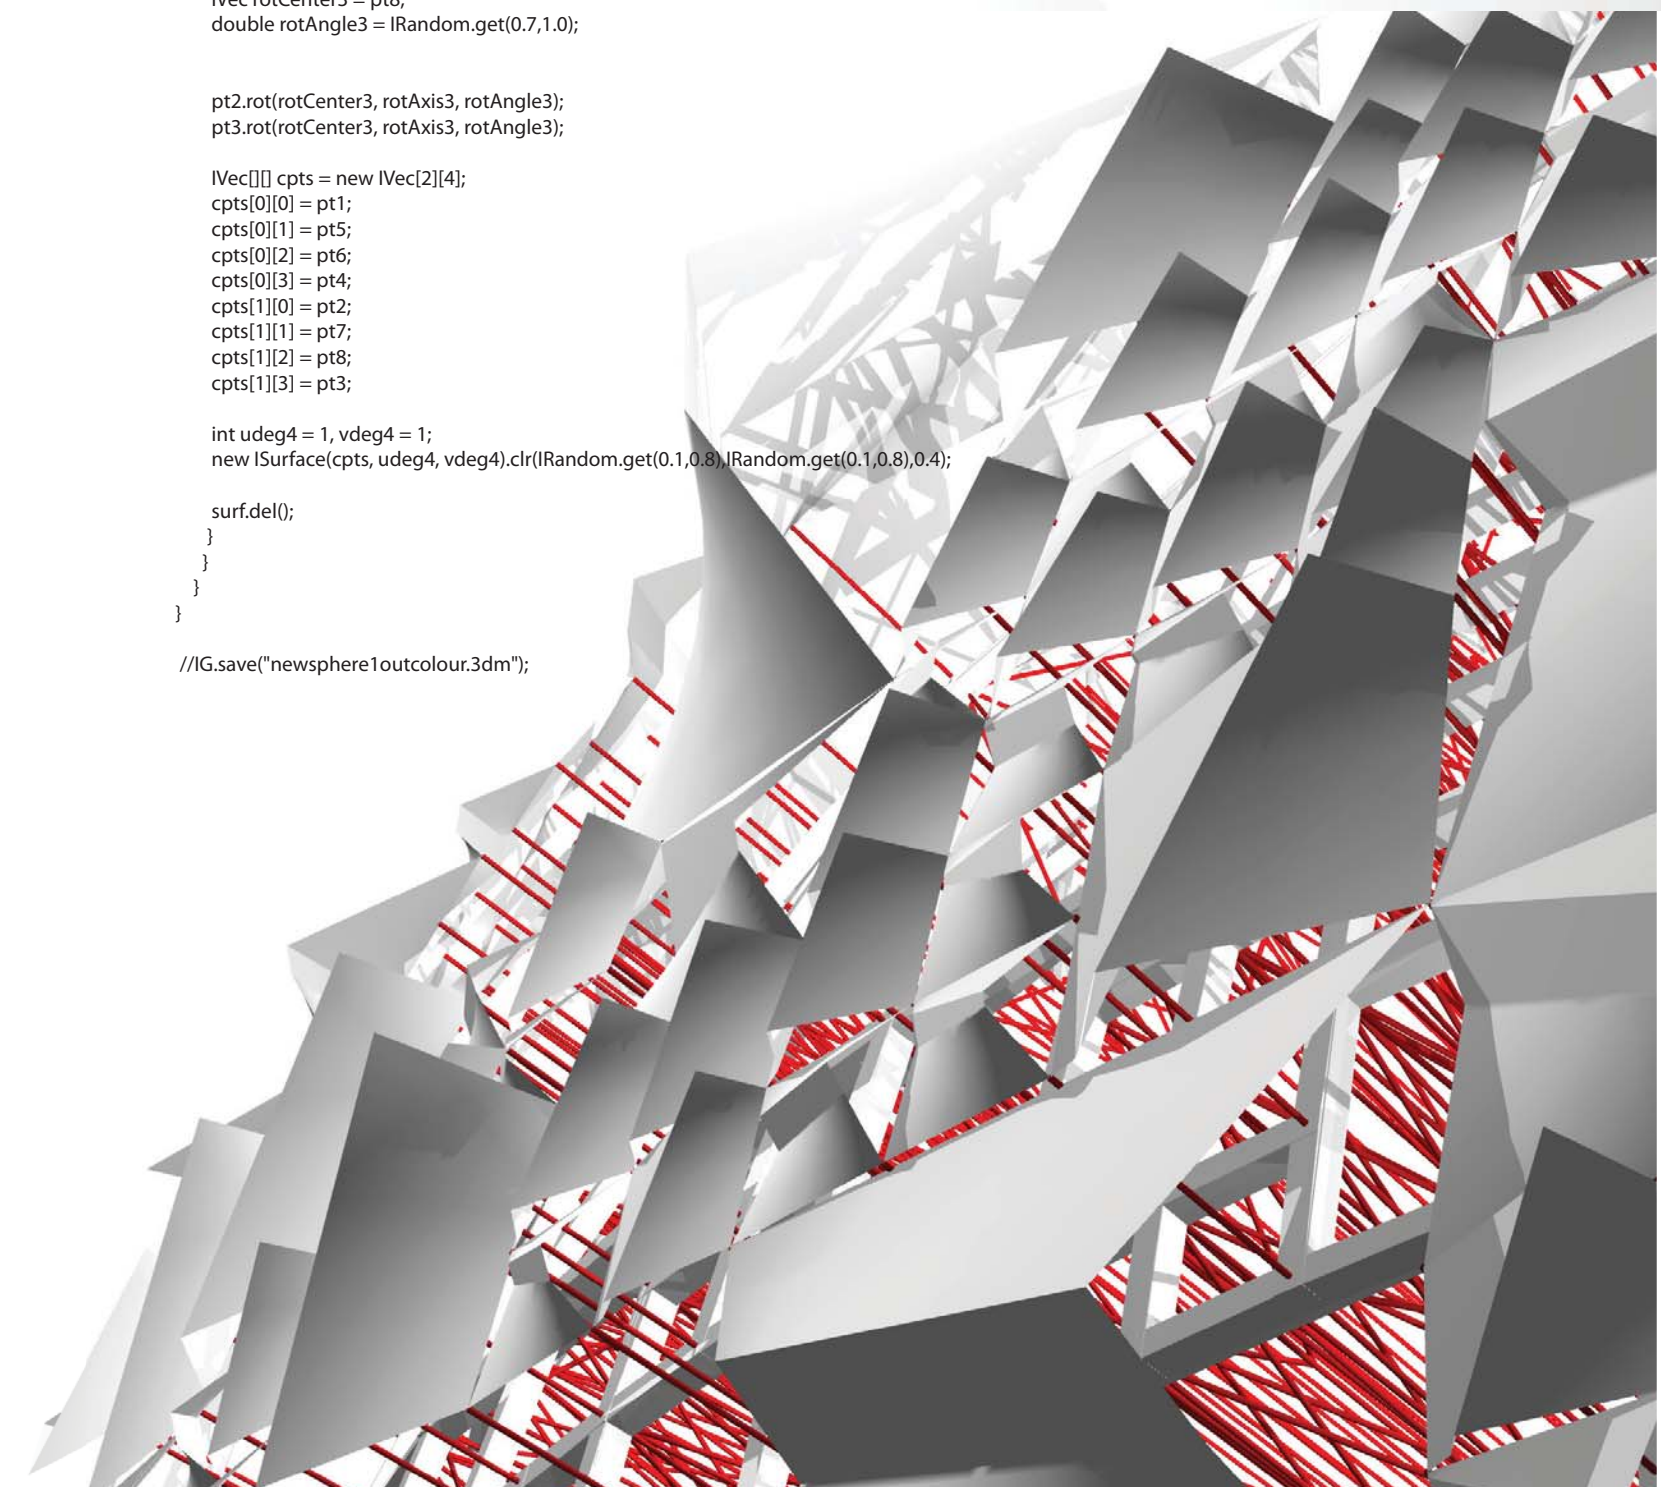 IVec rotCenter3 = pt8;
double rotAngle3 = IRandom.get(0.7,1.0);
pt2.rot(rotCenter3, rotAxis3, rotAngle3);
pt3.rot(rotCenter3, rotAxis3, rotAngle3);
IVec[][] cpts = new IVec[2][4];
cpts[0][0] = pt1;
cpts[0][1] = pt5;
cpts[0][2] = pt6;
cpts[0][3] = pt4;
cpts[1][0] = pt2;
cpts[1][1] = pt7;
cpts[1][2] = pt8;
cpts[1][3] = pt3;
int udeg4 = 1, vdeg4 = 1;
new ISurface(cpts, udeg4, vdeg4).clr(IRandom.get(0.1,0.8),IRandom.get(0.1,0.8),0.4);
surf.del();
}
}
}
}
//IG.save("newsphere1outcolour.3dm");